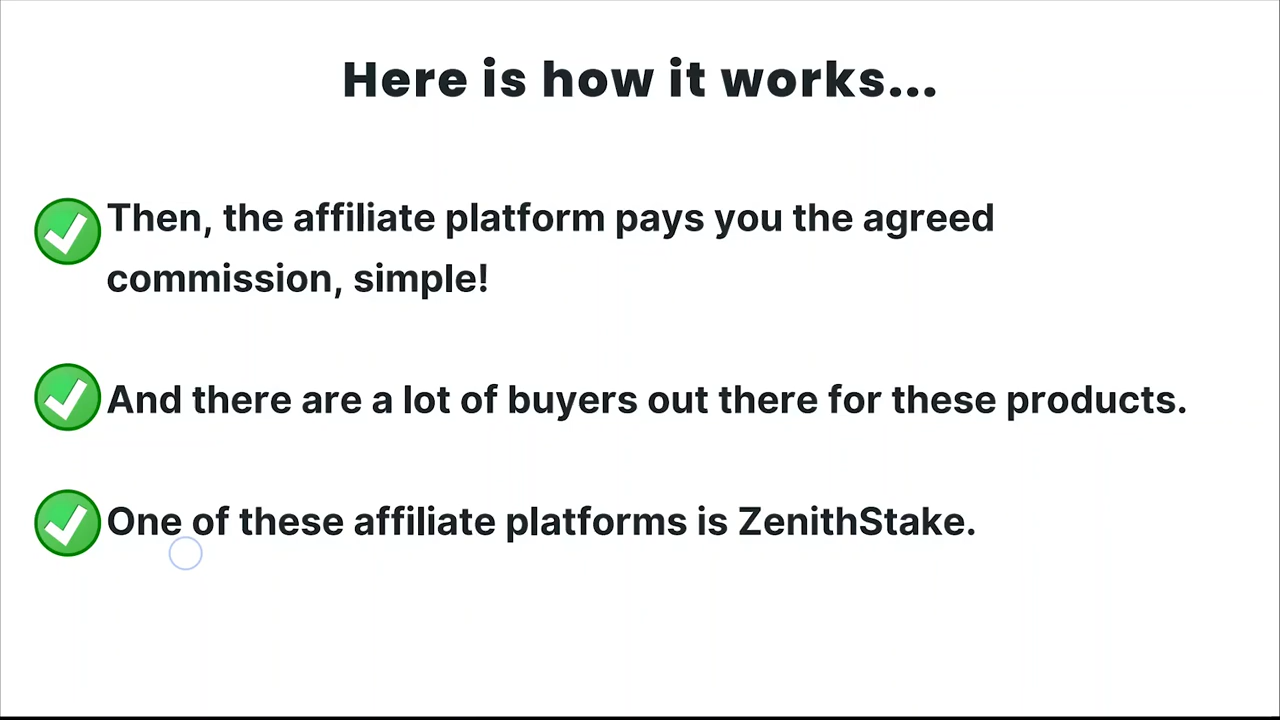 Here is how it works...
Then, the affiliate platform pays you the agreed
commission, simple!
And there are a lot of buyers out there for these products.
One of these affiliate platforms is ZenithStake.